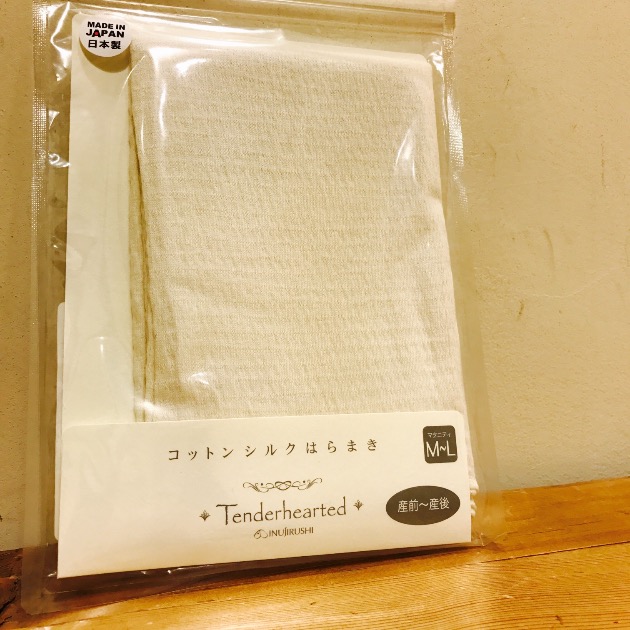 MADE IN
JAPAN
日本製
コットンシルクはらまき
マタニティ
M~L
Tenderhearted
産前~産後
INUJIRUSHI